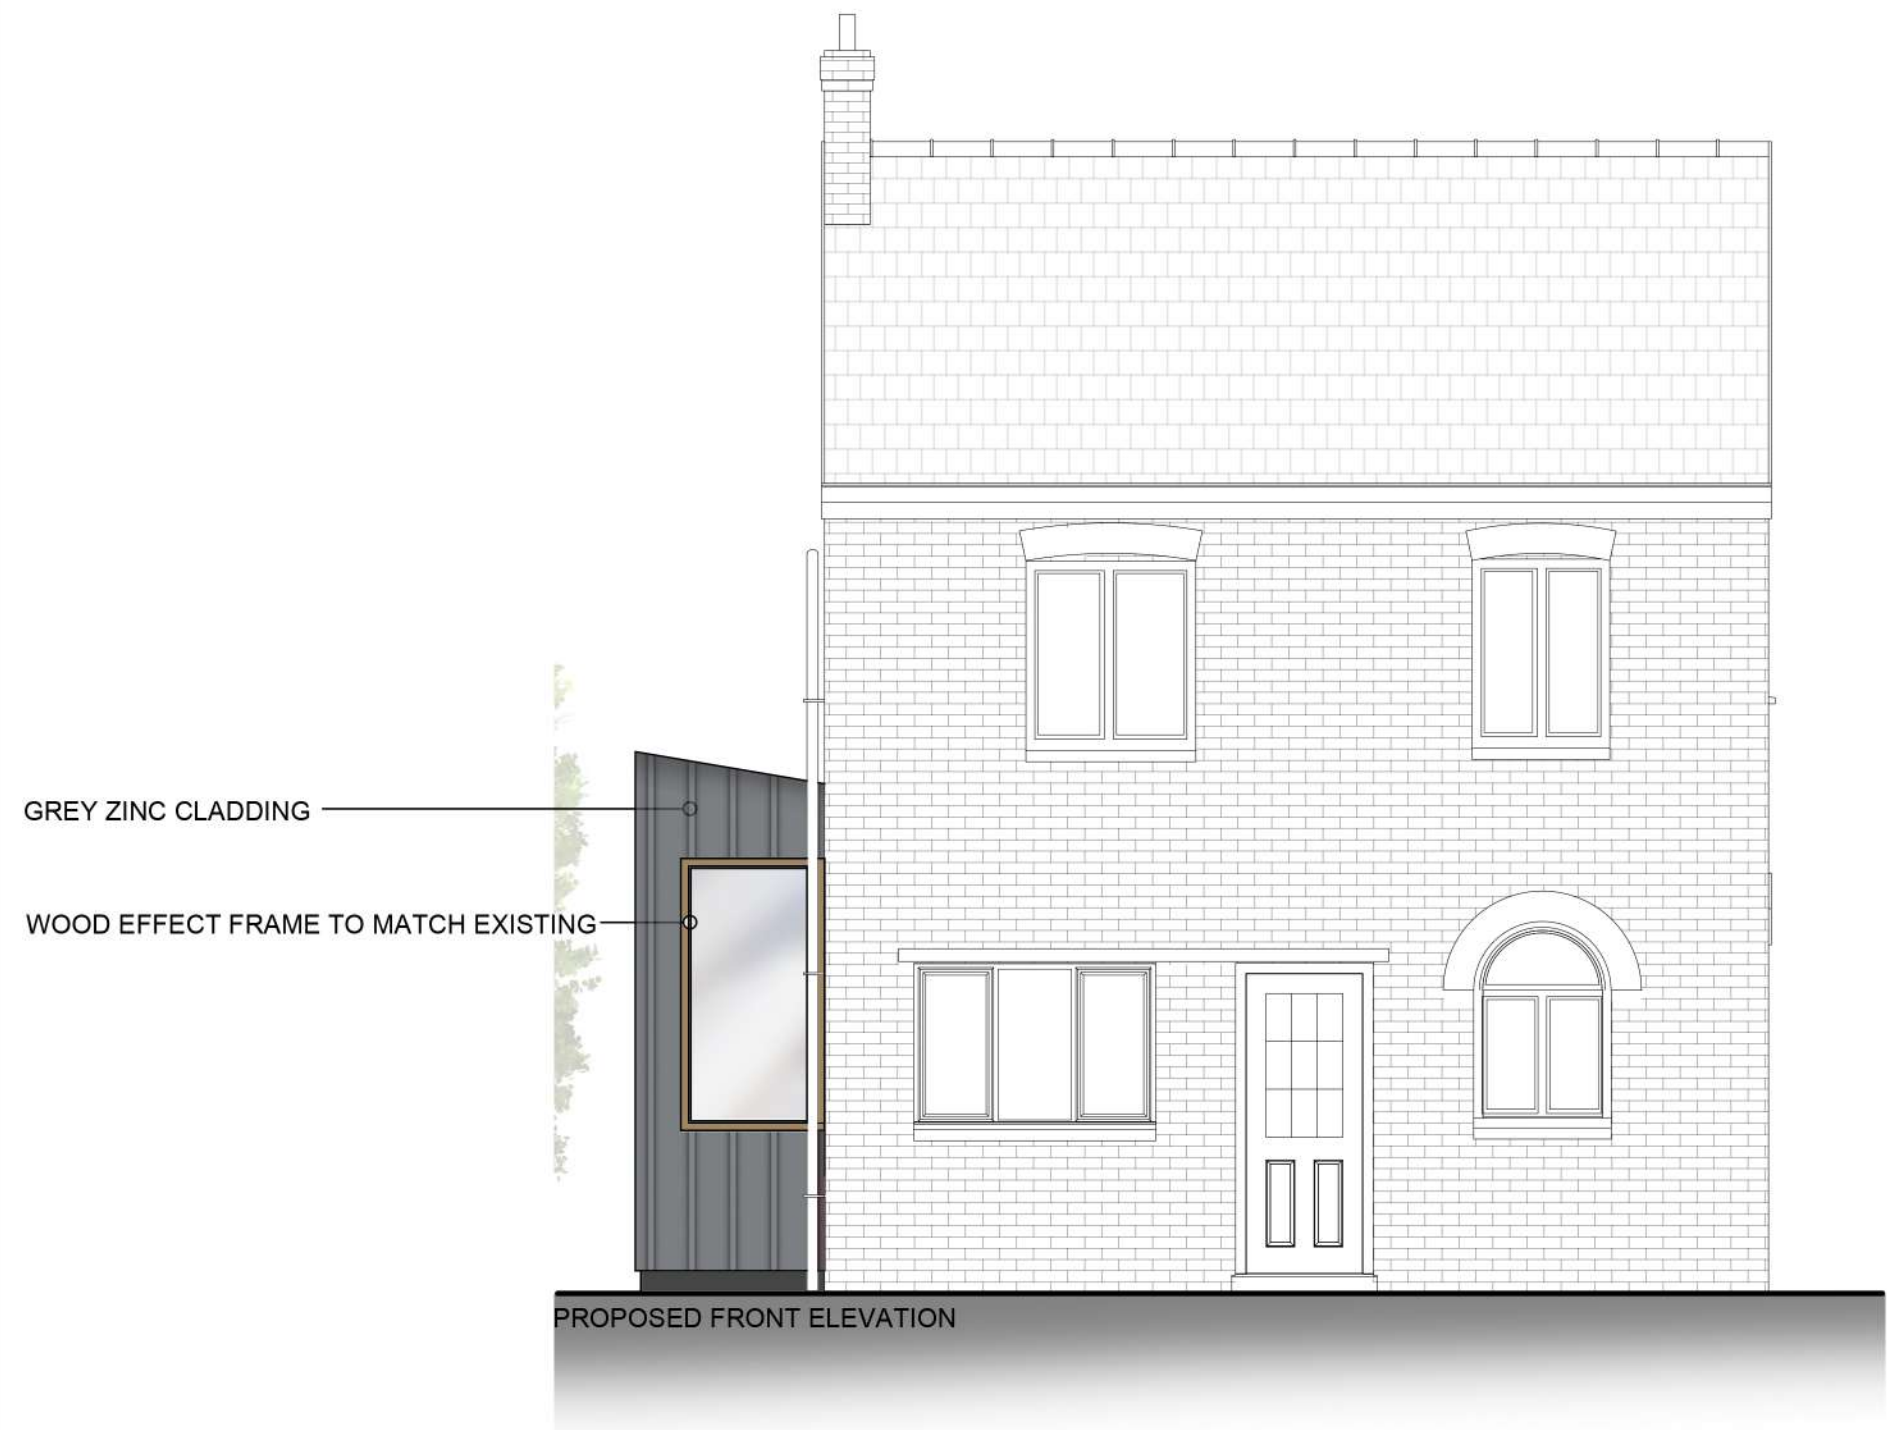 GREY ZINC CLADDING
WOOD EFFECT FRAME TO MATCH EXISTING
PROPOSED FRONT ELEVATION